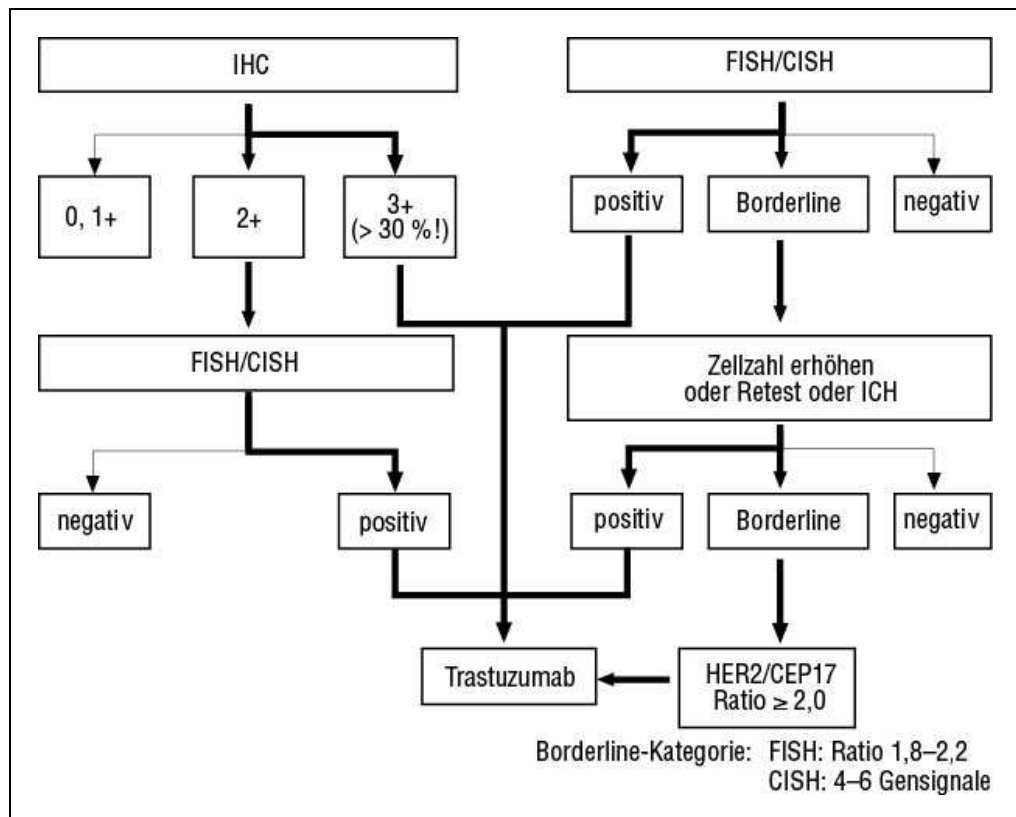 IHC
FISH/CISH
0, 1+
2+
3+
(> 30 %!)
positiv
Borderline
negativ
FISH/CISH
Zellzahl erhöhen
oder Retest oder ICH
negativ
positiv
positiv
Borderline
negativ
Trastuzumab
HER2/CEP17
Ratio ≥ 2,0
Borderline-Kategorie: FISH: Ratio 1,8–2,2
CISH: 4–6 Gensignale